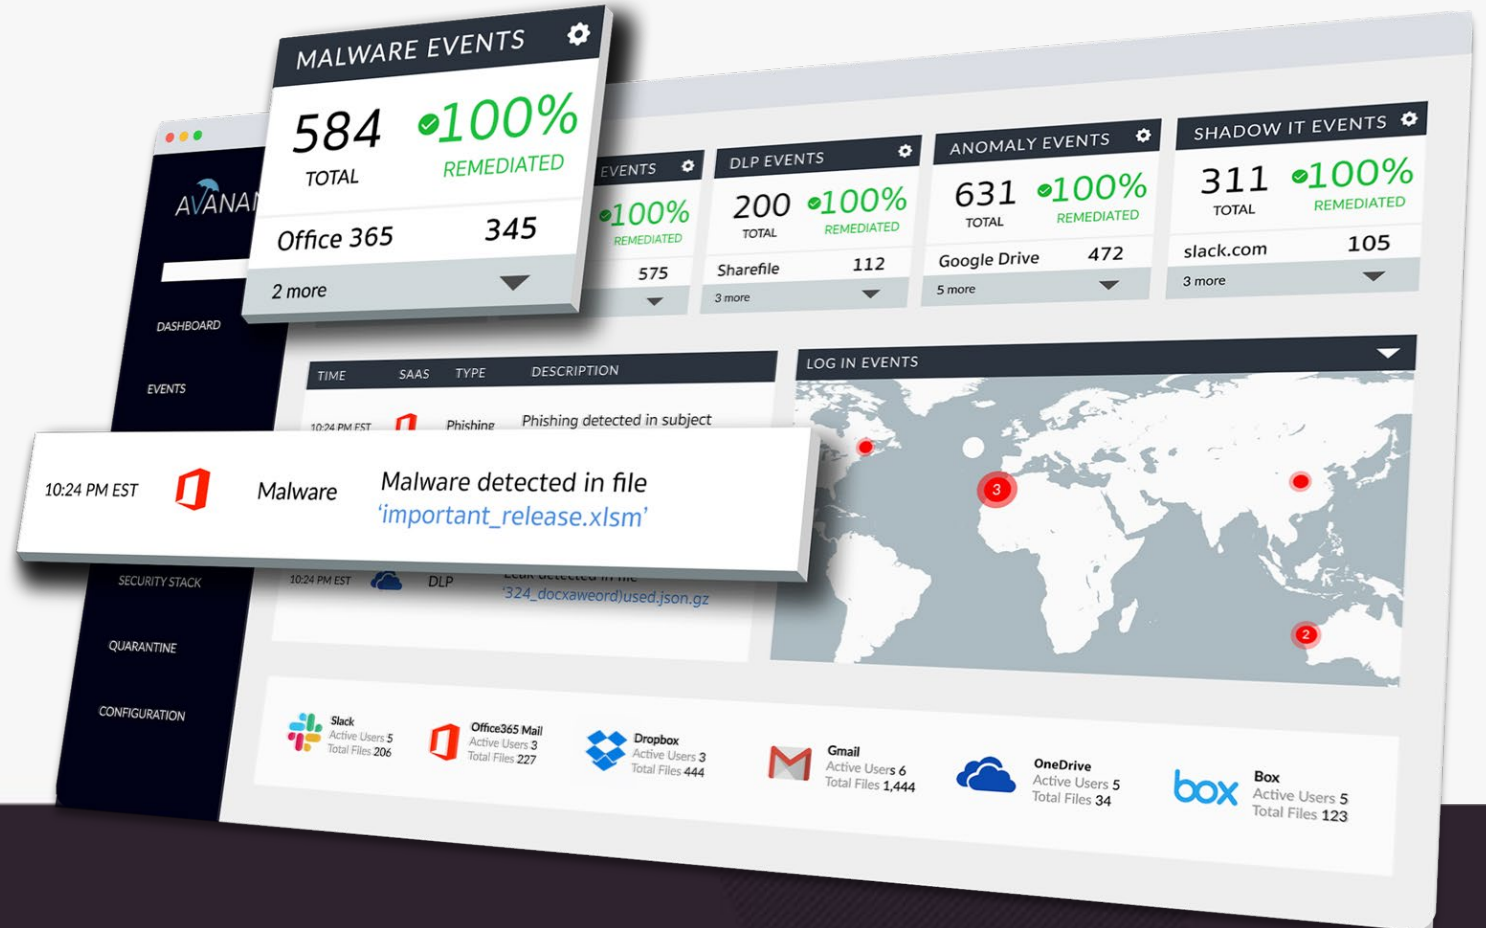 MALWARE EVENTS
584 100%
TOTAL REMEDIATED
Office 365 345
2 more
EVENTS
100%
REMEDIATED
575
DLP EVENTS
200 100%
TOTAL REMEDIATED
Sharefile 112
3 more
ANOMALY EVENTS
631 100%
TOTAL REMEDIATED
Google Drive 472
5 more
SHADOW IT EVENTS
311 100%
TOTAL REMEDIATED
slack.com 105
3 more
AVANAN
DASHBOARD
EVENTS
SECURITY STACK
QUARANTINE
CONFIGURATION
TIME SAAS TYPE DESCRIPTION
10:24 PM EST Phishing Phishing detected in subject
10:24 PM EST Malware Malware detected in file
'important_release.xlsm'
10:24 PM EST DLP Leak detected in file
'324_docxaweord)used.json.gz
LOG IN EVENTS
3
2
Slack
Active Users 5
Total Files 206
Office365 Mail
Active Users 3
Total Files 227
Dropbox
Active Users 3
Total Files 444
Gmail
Active Users 6
Total Files 1,444
OneDrive
Active Users 5
Total Files 34
box
Box
Active Users 5
Total Files 123